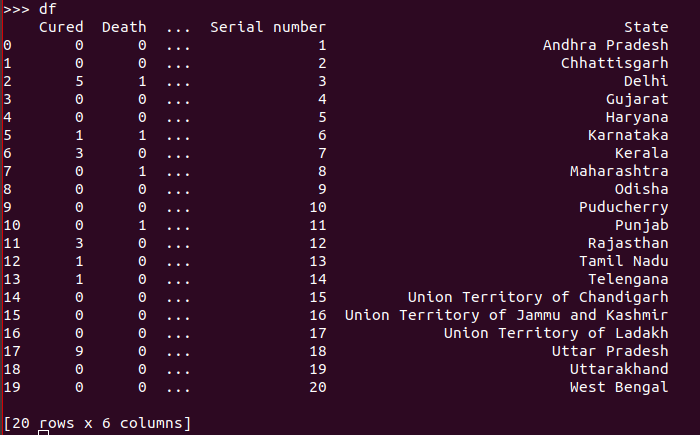 >>> df
    Cured  Death  ...  Serial number                                 State
0       0      0  ...              1                        Andhra Pradesh
1       0      0  ...              2                          Chhattisgarh
2       5      1  ...              3                                 Delhi
3       0      0  ...              4                               Gujarat
4       0      0  ...              5                               Haryana
5       1      1  ...              6                             Karnataka
6       3      0  ...              7                                Kerala
7       0      1  ...              8                           Maharashtra
8       0      0  ...              9                                Odisha
9       0      0  ...             10                            Puducherry
10      0      1  ...             11                                Punjab
11      3      0  ...             12                             Rajasthan
12      1      0  ...             13                            Tamil Nadu
13      1      0  ...             14                             Telengana
14      0      0  ...             15         Union Territory of Chandigarh
15      0      0  ...             16  Union Territory of Jammu and Kashmir
16      0      0  ...             17             Union Territory of Ladakh
17      9      0  ...             18                         Uttar Pradesh
18      0      0  ...             19                           Uttarakhand
19      0      0  ...             20                           West Bengal
[20 rows x 6 columns]